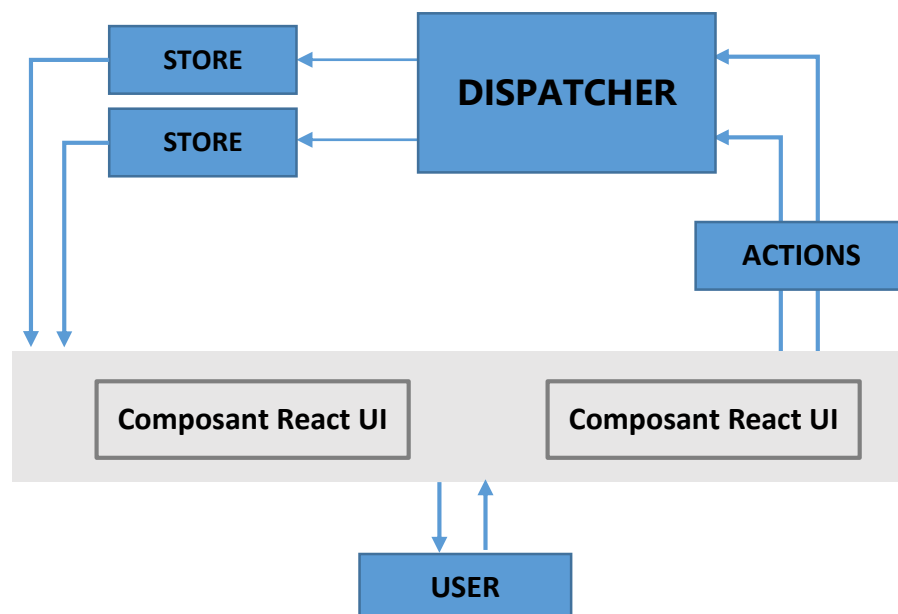 STORE
DISPATCHER
STORE
ACTIONS
Composant React UI
Composant React UI
USER